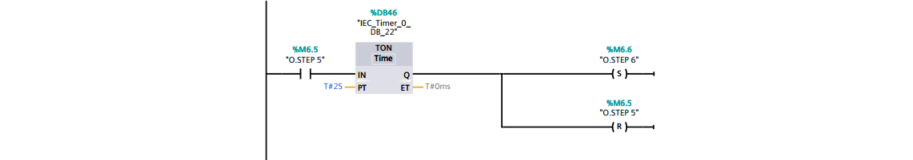 %DB46
"IEC_Timer_0_
DB_22"
%M6.5
"O.STEP 5"
TON
Time
IN
Q
T#2S
PT
ET
T#0ms
%M6.6
"O.STEP 6"
S
%M6.5
"O.STEP 5"
R